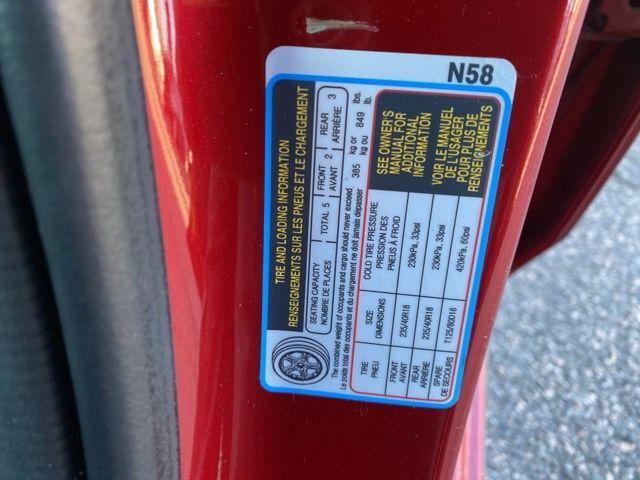 N58
TIRE AND LOADING INFORMATION
RENSEIGNEMENTS SUR LES PNEUS ET LE CHARGEMENT
SEATING CAPACITY
NOMBRE DE PLACES
TOTAL 5
FRONT 2
AVANT
REAR 3
ARRIÈRE
The combined weight of occupants and cargo should never exceed 385 kg or 849 lbs.
Le poids total des occupants et du chargement ne doit jamais dépasser kg ou lb.
TIRE
PNEU
SIZE
DIMENSIONS
COLD TIRE PRESSURE
PRESSION DES
PNEUS À FROID
FRONT
AVANT
235/40R18
230kPa, 33psi
REAR
ARRIÈRE
235/40R18
230kPa, 33psi
SPARE
DE SECOURS
T125/80D16
420kPa, 60psi
SEE OWNER'S
MANUAL FOR
ADDITIONAL
INFORMATION
VOIR LE MANUEL
DE L'USAGER
POUR PLUS DE
RENSEIGNEMENTS